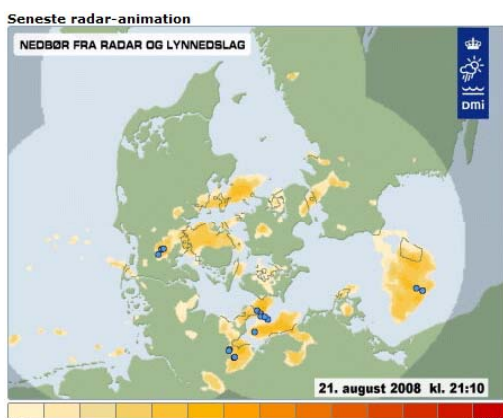 Seneste radar-animation
NEDBØR FRA RADAR OG LYNNEDSLAG
DMI
21. august 2008 kl. 21:10